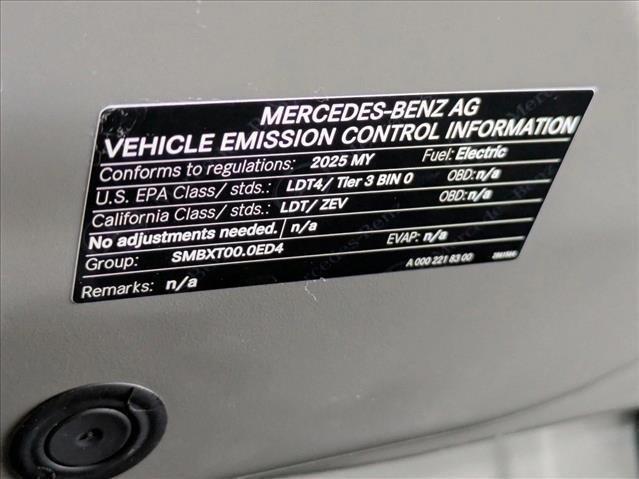 MERCEDES-BENZ AG
VEHICLE EMISSION CONTROL INFORMATION
Conforms to regulations: 2025 MY Fuel: Electric
U.S. EPA Class/ stds.: LDT4/ Tier 3 BIN 0 OBD: n/a
California Class/ stds.: LDT/ ZEV OBD: n/a
No adjustments needed. n/a
Group: SMBXT00.0ED4 EVAP: n/a
Remarks: n/a A 000 221 83 00